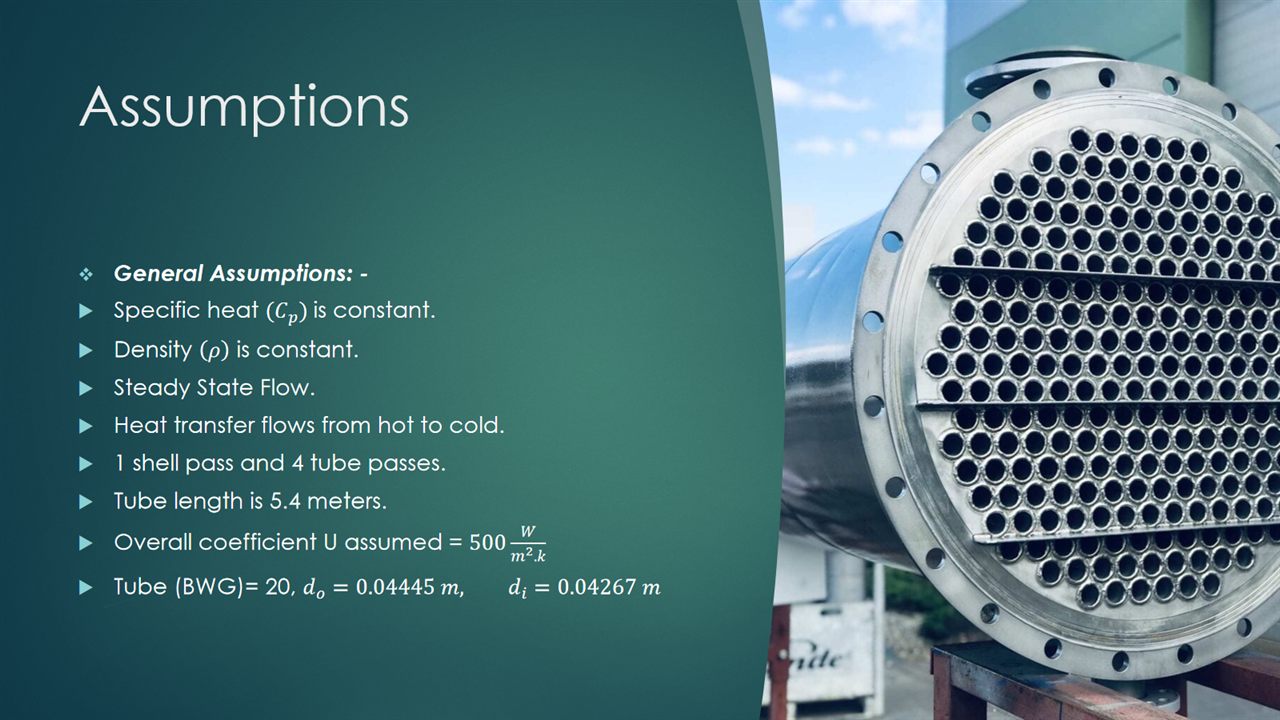 Assumptions
General Assumptions: -
Specific heat (𝐶ₚ) is constant.
Density (𝜌) is constant.
Steady State Flow.
Heat transfer flows from hot to cold.
1 shell pass and 4 tube passes.
Tube length is 5.4 meters.
Overall coefficient U assumed = 500 W/m².k
Tube (BWG)= 20, dₒ = 0.04445 m, dᵢ = 0.04267 m